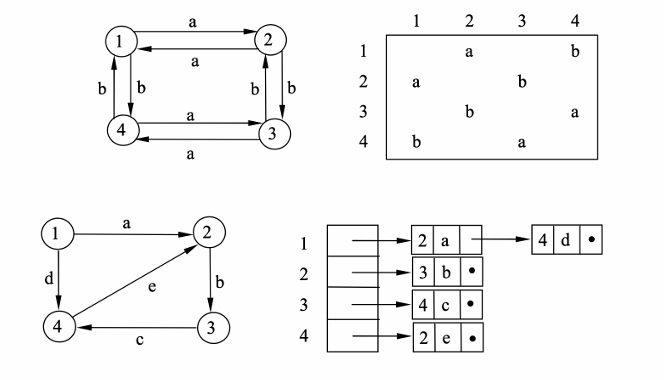 a
1 2
a
b b b b
a
4 3
a
1 2 3 4
1 a b
2 a b
3 b a
4 b a
a
1 2
d e b
4 3
c
1 2 a 4 d •
2 3 b •
3 4 c •
4 2 e •